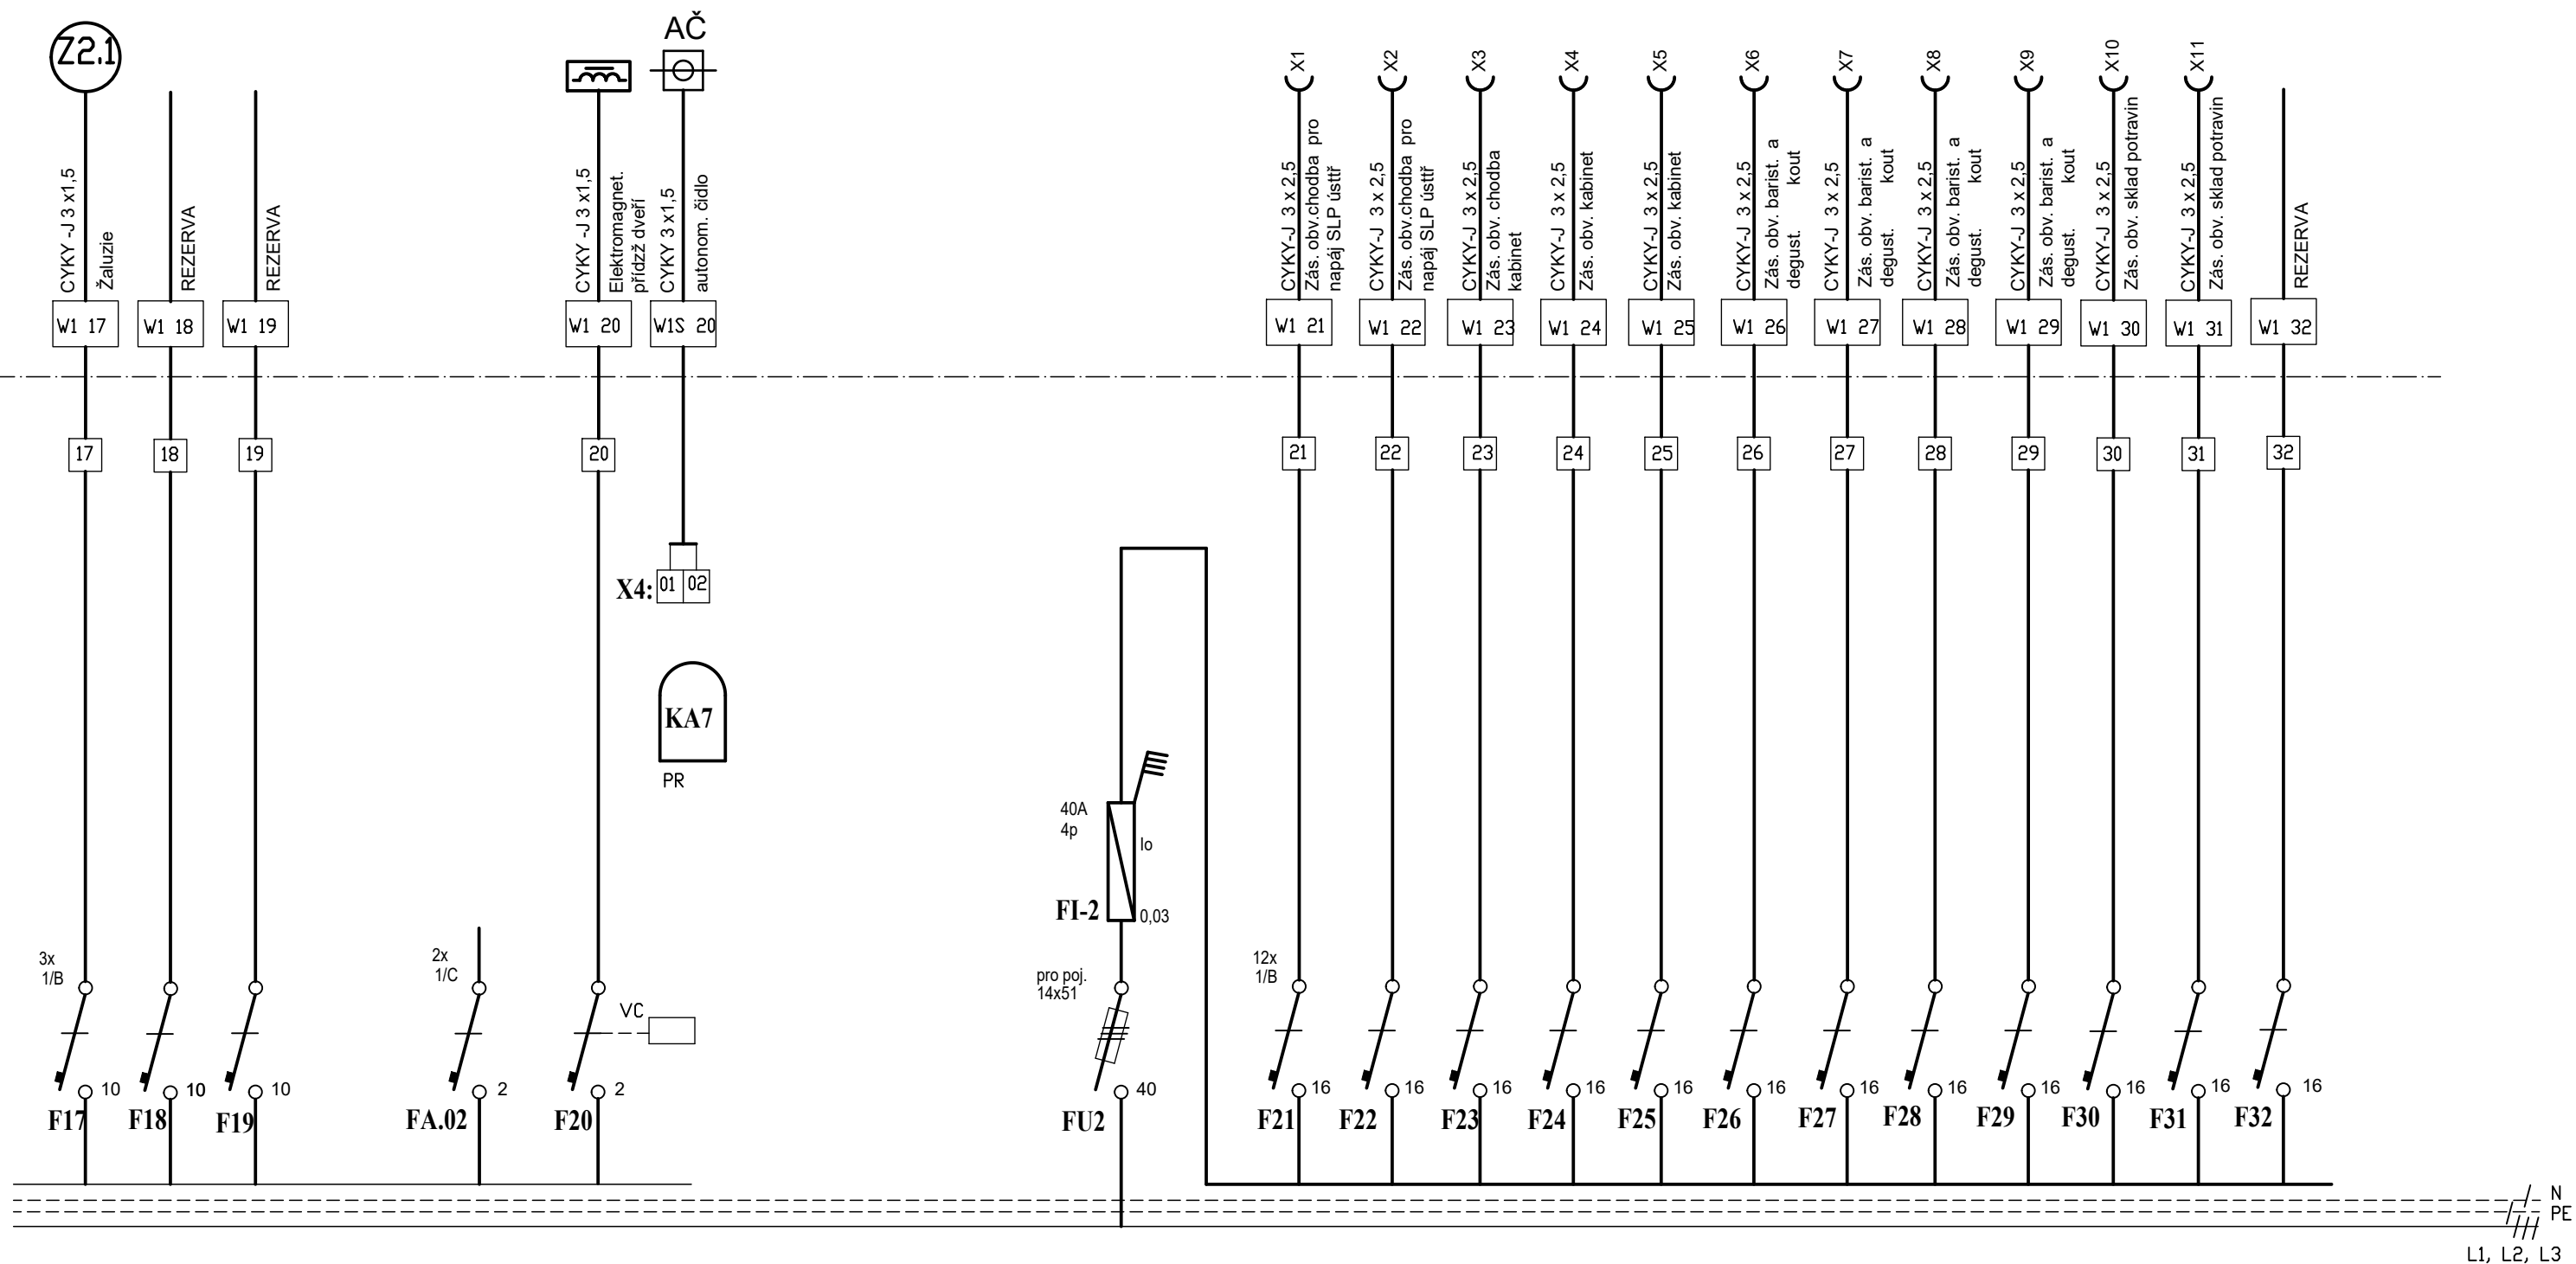 Z2.1
AČ
X1
X2
X3
X4
X5
X6
X7
X8
X9
X10
X11
CYKY -J 3 x1,5
Žaluzie
REZERVA
REZERVA
CYKY -J 3 x1,5
Elektromagnet.
přídzž dveří
CYKY 3 x1,5
autonom. čidlo
CYKY-J 3 x 2,5
Zás. obv.chodba pro
napáj SLP ústř
CYKY-J 3 x 2,5
Zás. obv.chodba pro
napáj SLP ústř
CYKY-J 3 x 2,5
Zás. obv. chodba
kabinet
CYKY-J 3 x 2,5
Zás. obv. kabinet
CYKY-J 3 x 2,5
Zás. obv. kabinet
CYKY-J 3 x 2,5
Zás. obv. barist. a
degust. kout
CYKY-J 3 x 2,5
Zás. obv. barist. a
degust. kout
CYKY-J 3 x 2,5
Zás. obv. barist. a
degust. kout
CYKY-J 3 x 2,5
Zás. obv. barist. a
degust. kout
CYKY-J 3 x 2,5
Zás. obv. sklad potravin
CYKY-J 3 x 2,5
Zás. obv. sklad potravin
REZERVA
W1 17
W1 18
W1 19
W1 20
W1S 20
W1 21
W1 22
W1 23
W1 24
W1 25
W1 26
W1 27
W1 28
W1 29
W1 30
W1 31
W1 32
17
18
19
20
21
22
23
24
25
26
27
28
29
30
31
32
X4:
01
02
KA7
PR
40A
4p
Io
FI-2
0,03
3x
1/B
2x
1/C
pro poj.
14x51
12x
1/B
VC
10
10
10
2
2
40
16
16
16
16
16
16
16
16
16
16
16
16
F17
F18
F19
FA.02
F20
FU2
F21
F22
F23
F24
F25
F26
F27
F28
F29
F30
F31
F32
N
PE
L1, L2, L3